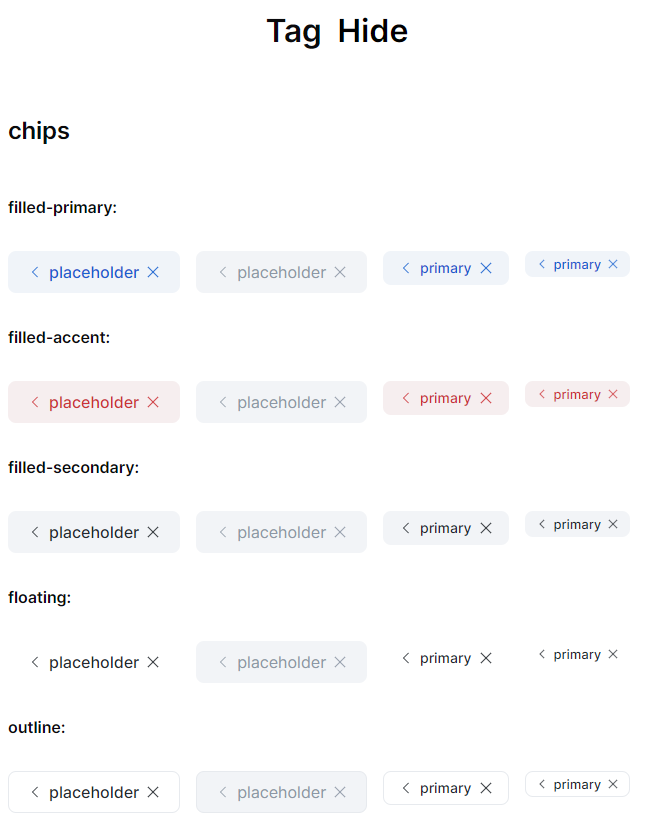 Tag Hide
chips
filled-primary:
placeholder placeholder primary primary
filled-accent:
placeholder placeholder primary primary
filled-secondary:
placeholder placeholder primary primary
floating:
placeholder placeholder primary primary
outline:
placeholder placeholder primary primary